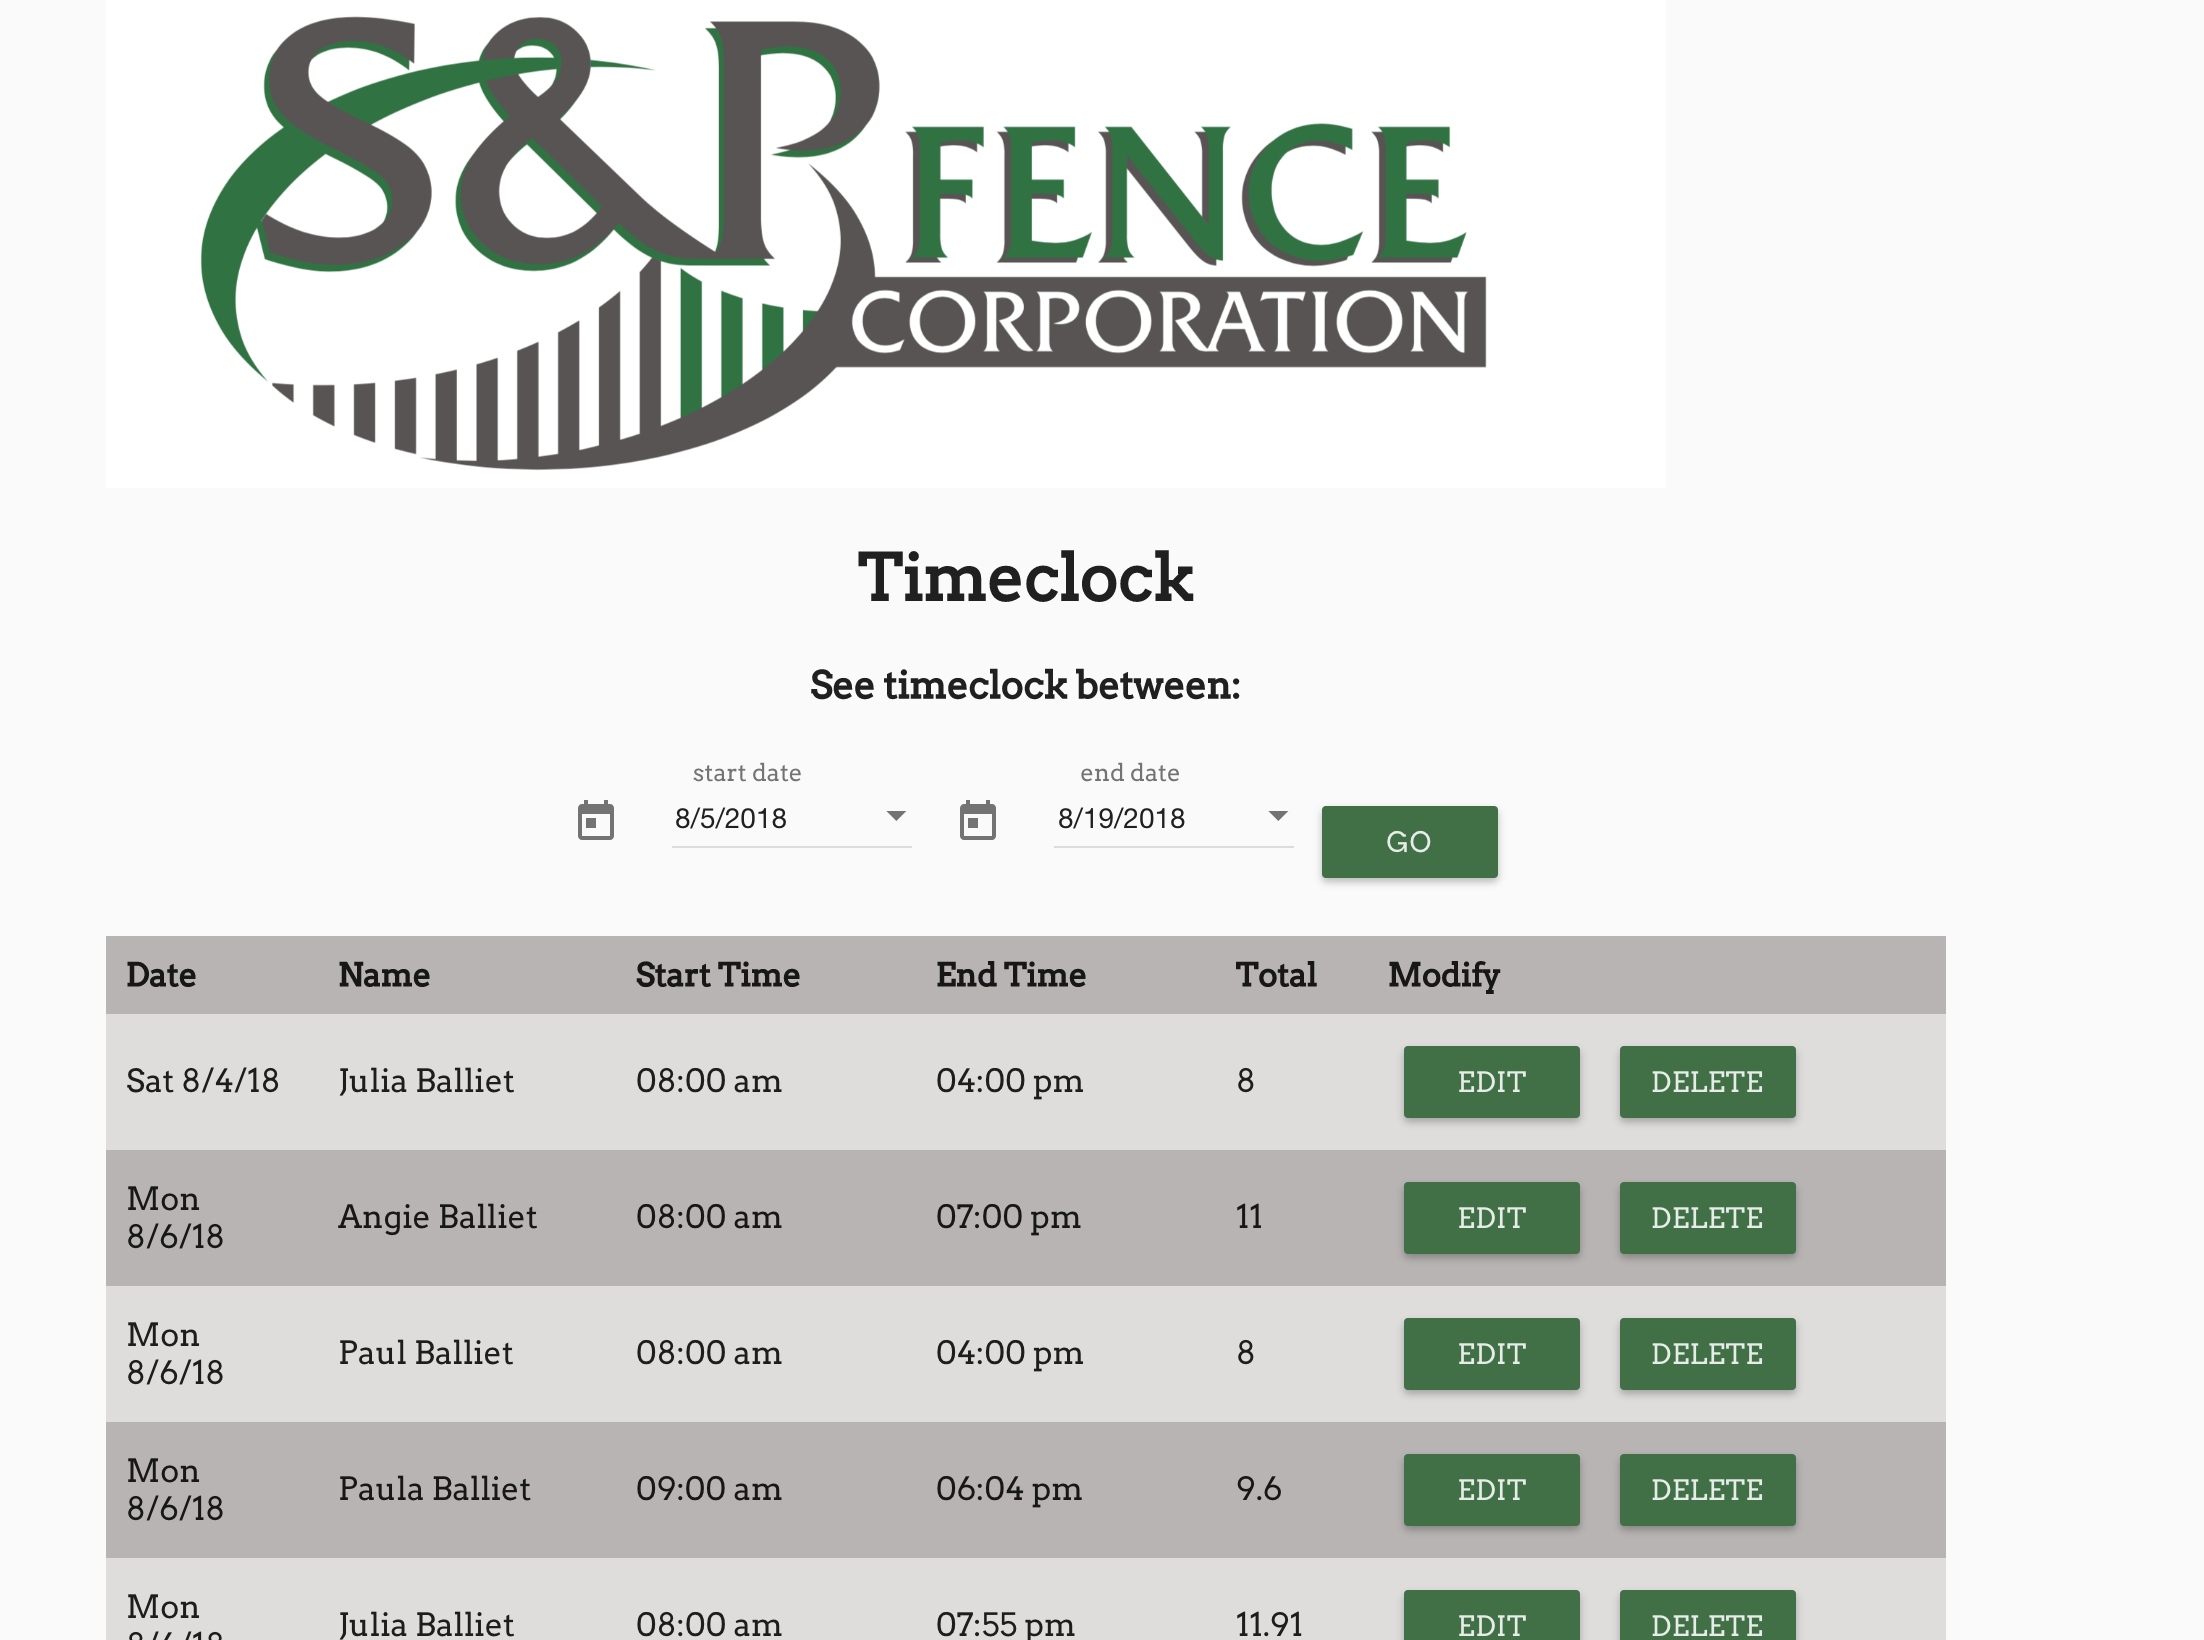 S&P FENCE
CORPORATION
Timeclock
See timeclock between:
start date end date
8/5/2018 8/19/2018 GO
Date Name Start Time End Time Total Modify
Sat 8/4/18 Julia Balliet 08:00 am 04:00 pm 8 EDIT DELETE
Mon
8/6/18 Angie Balliet 08:00 am 07:00 pm 11 EDIT DELETE
Mon
8/6/18 Paul Balliet 08:00 am 04:00 pm 8 EDIT DELETE
Mon
8/6/18 Paula Balliet 09:00 am 06:04 pm 9.6 EDIT DELETE
Mon
Julia Balliet 08:00 am 07:55 pm 11.91 EDIT DELETE